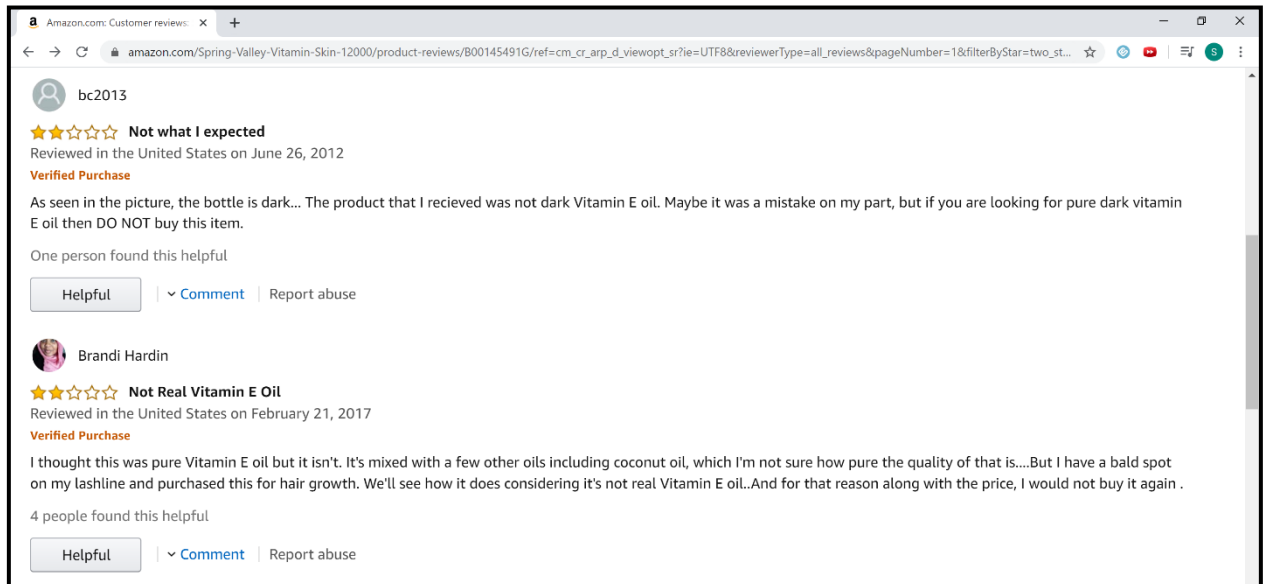 Amazon.com: Customer reviews:
amazon.com/Spring-Valley-Vitamin-Skin-12000/product-reviews/B00145491G/ref=cm_cr_arp_d_viewopt_sr?ie=UTF8&reviewerType=all_reviews&pageNumber=1&filterByStar=two_st...
S
bc2013
Not what I expected
Reviewed in the United States on June 26, 2012
Verified Purchase
As seen in the picture, the bottle is dark... The product that I recieved was not dark Vitamin E oil. Maybe it was a mistake on my part, but if you are looking for pure dark vitamin
E oil then DO NOT buy this item.
One person found this helpful
Helpful Comment Report abuse
Brandi Hardin
Not Real Vitamin E Oil
Reviewed in the United States on February 21, 2017
Verified Purchase
I thought this was pure Vitamin E oil but it isn't. It's mixed with a few other oils including coconut oil, which I'm not sure how pure the quality of that is....But I have a bald spot
on my lashline and purchased this for hair growth. We'll see how it does considering it's not real Vitamin E oil..And for that reason along with the price, I would not buy it again .
4 people found this helpful
Helpful Comment Report abuse